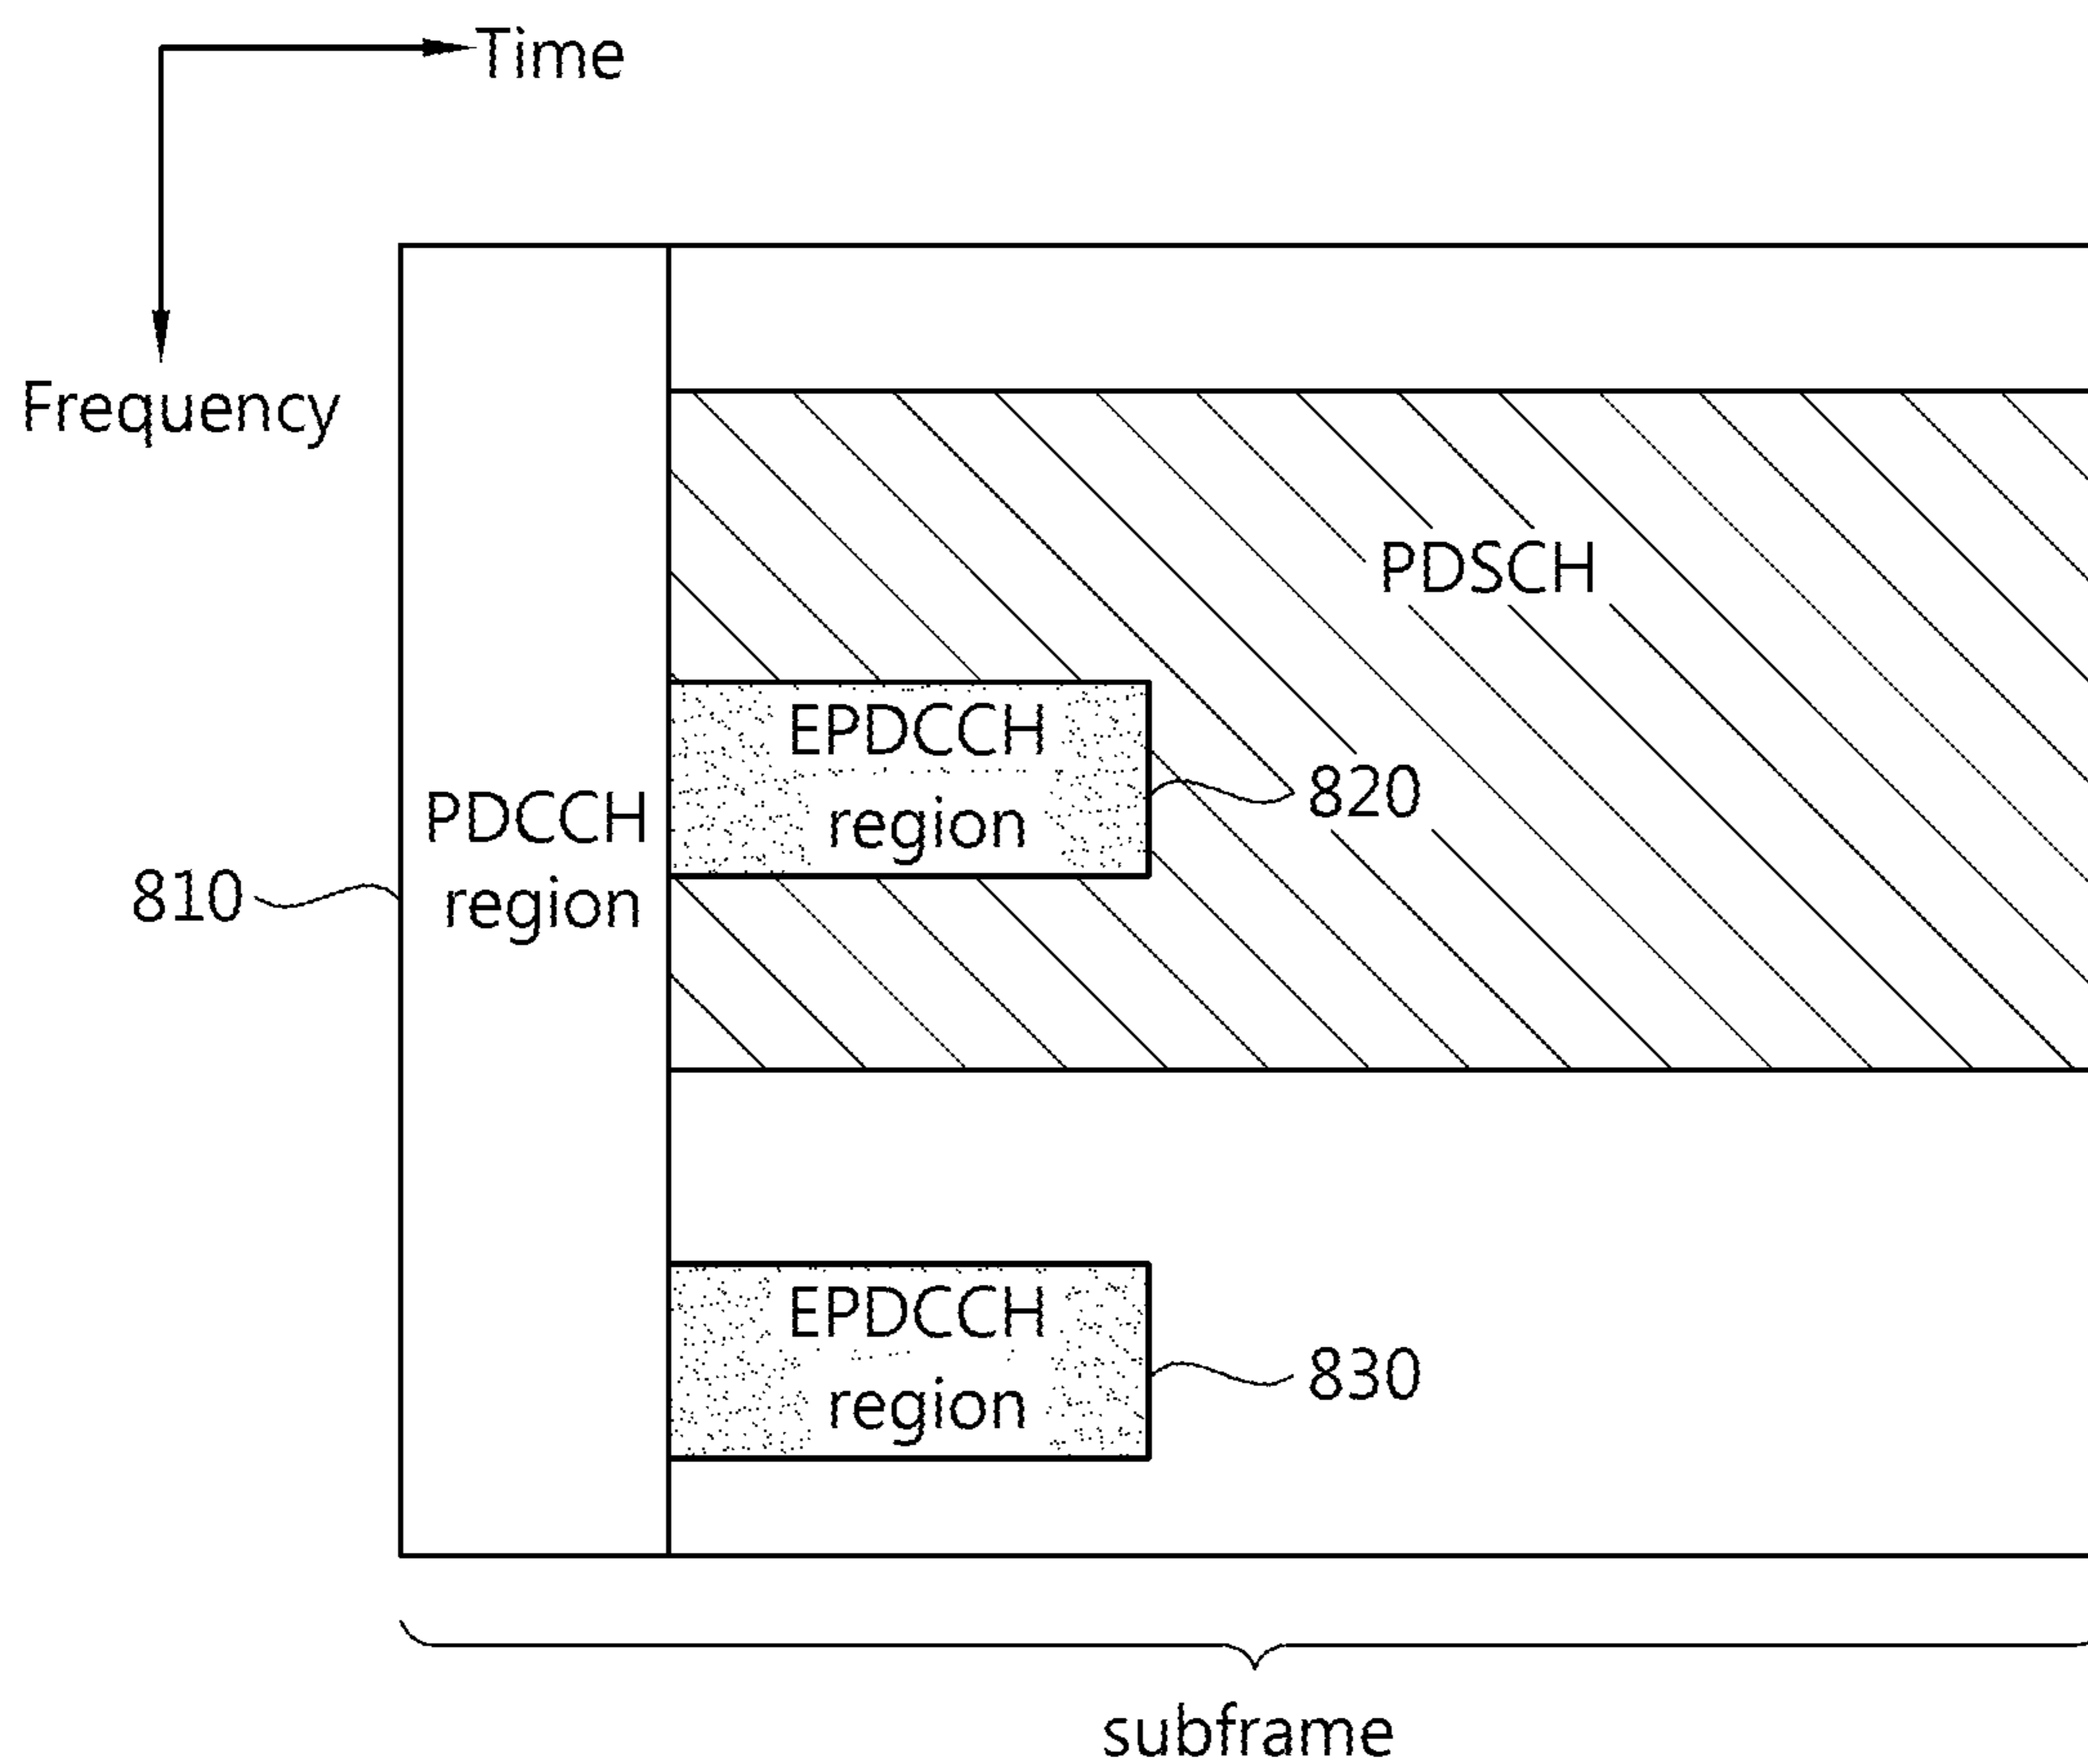 Time
Frequency
PDSCH
EPDCCH
region
820
PDCCH
region
810
EPDCCH
region
830
subframe